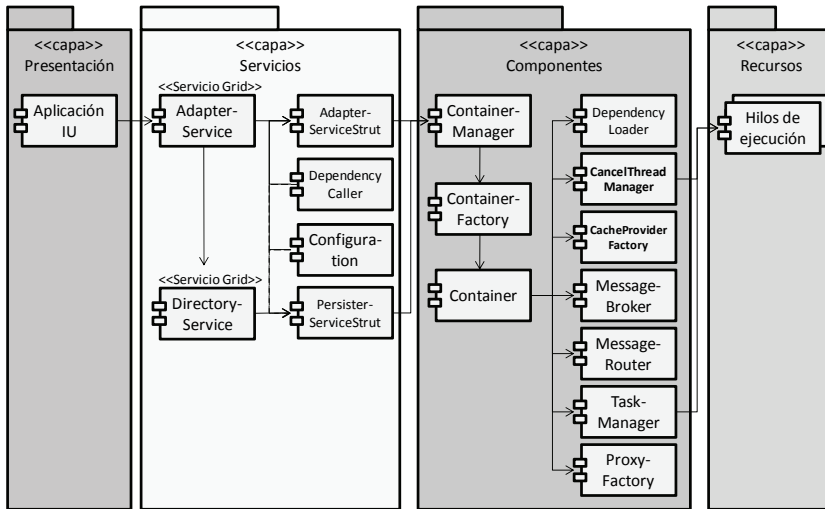 <<capa>>
Presentación
Aplicación
IU
<<capa>>
Servicios
<<Servicio Grid>>
Adapter-
Service
<<Servicio Grid>>
Directory-
Service
Adapter-
ServiceStrut
Dependency
Caller
Configura-
tion
Persister-
ServiceStrut
<<capa>>
Componentes
Container-
Manager
Container-
Factory
Container
Dependency
Loader
CancelThread
Manager
CacheProvider
Factory
Message-
Broker
Message-
Router
Task-
Manager
Proxy-
Factory
<<capa>>
Recursos
Hilos de
ejecución